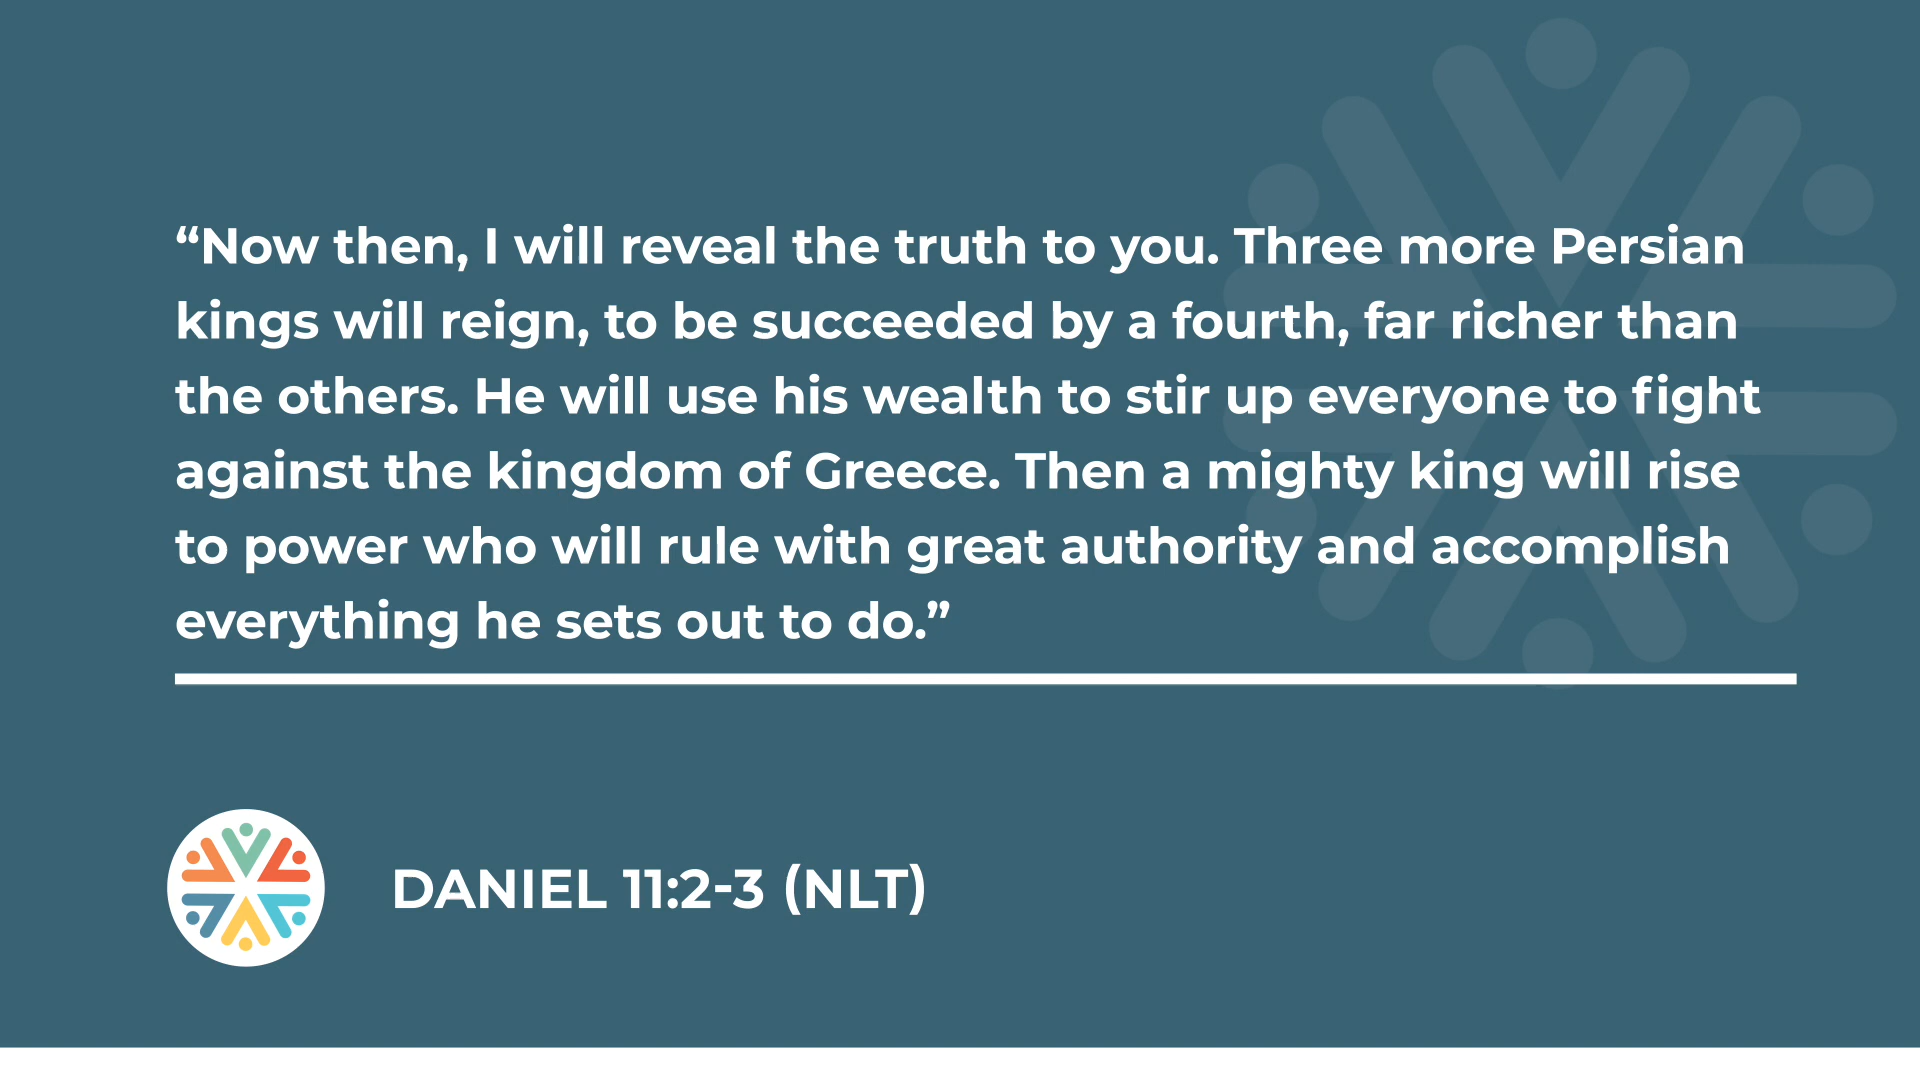 “Now then, I will reveal the truth to you. Three more Persian
kings will reign, to be succeeded by a fourth, far richer than
the others. He will use his wealth to stir up everyone to fight
against the kingdom of Greece. Then a mighty king will rise
to power who will rule with great authority and accomplish
everything he sets out to do.”
DANIEL 11:2-3 (NLT)